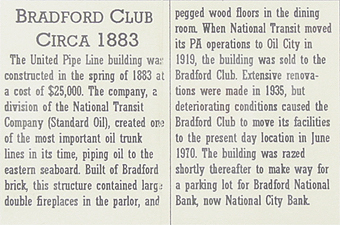 BRADFORD CLUB
CIRCA 1883
The United Pipe Line building was
constructed in the spring of 1883 at
a cost of $25,000. The company, a
division of the National Transit
Company (Standard Oil), created one
of the most important oil trunk
lines in its time, piping oil to the
eastern seaboard. Built of Bradford
brick, this structure contained large
double fireplaces in the parlor, and
pegged wood floors in the dining
room. When National Transit moved
its PA operations to Oil City in
1919, the building was sold to the
Bradford Club. Extensive renova-
tions were made in 1935, but
deteriorating conditions caused the
Bradford Club to move its facilities
to the present day location in June
1970. The building was razed
shortly thereafter to make way for
a parking lot for Bradford National
Bank, now National City Bank.